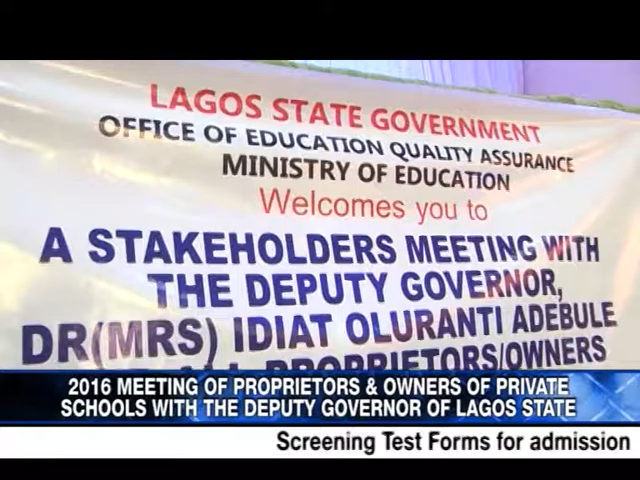 LAGOS STATE GOVERNMENT
OFFICE OF EDUCATION QUALITY ASSURANCE
MINISTRY OF EDUCATION
Welcomes you to
A STAKEHOLDERS MEETING WITH
THE DEPUTY GOVERNOR,
DR(MRS) IDIAT OLURANTI ADEBULE
ALL PROPRIETORS/OWNERS
2016 MEETING OF PROPRIETORS & OWNERS OF PRIVATE
SCHOOLS WITH THE DEPUTY GOVERNOR OF LAGOS STATE
Screening Test Forms for admission